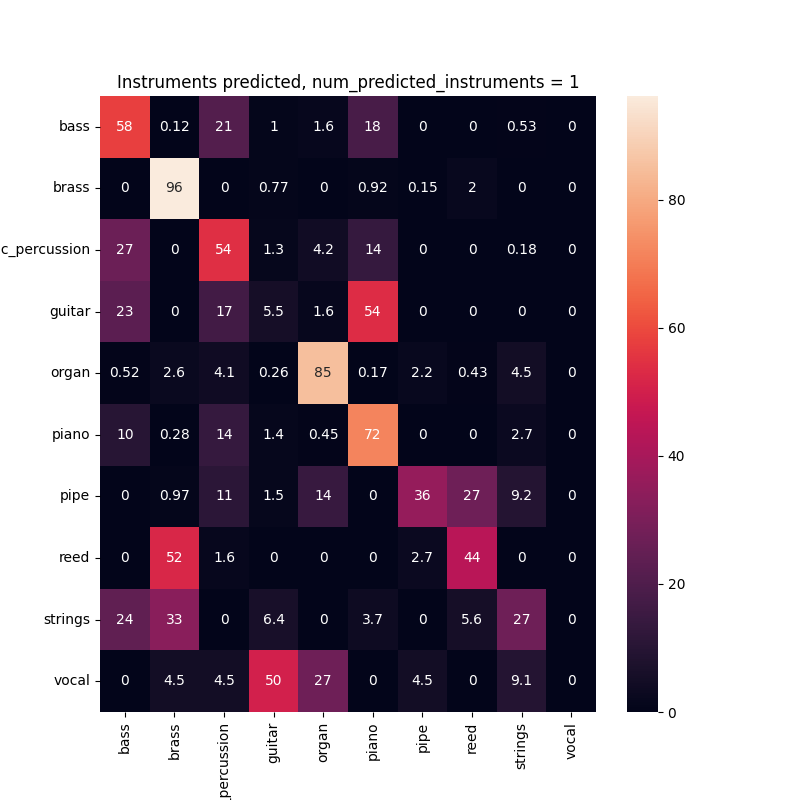 Instruments predicted, num_predicted_instruments = 1
bass 58 0.12 21 1 1.6 18 0 0 0.53 0
brass 0 96 0 0.77 0 0.92 0.15 2 0 0
c_percussion 27 0 54 1.3 4.2 14 0 0 0.18 0
guitar 23 0 17 5.5 1.6 54 0 0 0 0
organ 0.52 2.6 4.1 0.26 85 0.17 2.2 0.43 4.5 0
piano 10 0.28 14 1.4 0.45 72 0 0 2.7 0
pipe 0 0.97 11 1.5 14 0 36 27 9.2 0
reed 0 52 1.6 0 0 0 2.7 44 0 0
strings 24 33 0 6.4 0 3.7 0 5.6 27 0
vocal 0 4.5 4.5 50 27 0 4.5 0 9.1 0
bass brass _percussion guitar organ piano pipe reed strings vocal
80
60
40
20
0